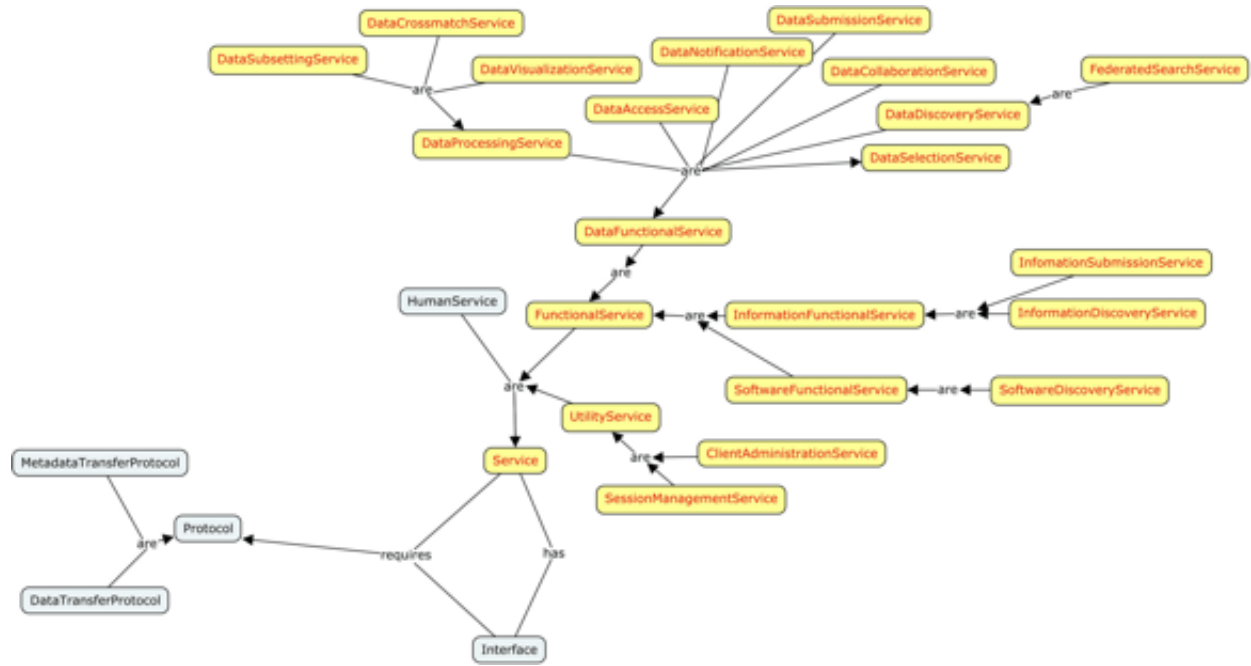 DataSubmissionService
DataCrossmatchService
DataNotificationService
DataSubsettingService
DataVisualizationService
DataCollaborationService
FederatedSearchService
are
are
DataAccessService
DataDiscoveryService
DataProcessingService
DataSelectionService
are
DataFunctionalService
InfomationSubmissionService
are
HumanService
FunctionalService
are
InformationFunctionalService
are
InformationDiscoveryService
are
SoftwareFunctionalService
are
SoftwareDiscoveryService
UtilityService
MetadataTransferProtocol
Service
are
ClientAdministrationService
SessionManagementService
Protocol
are
requires
has
DataTransferProtocol
Interface